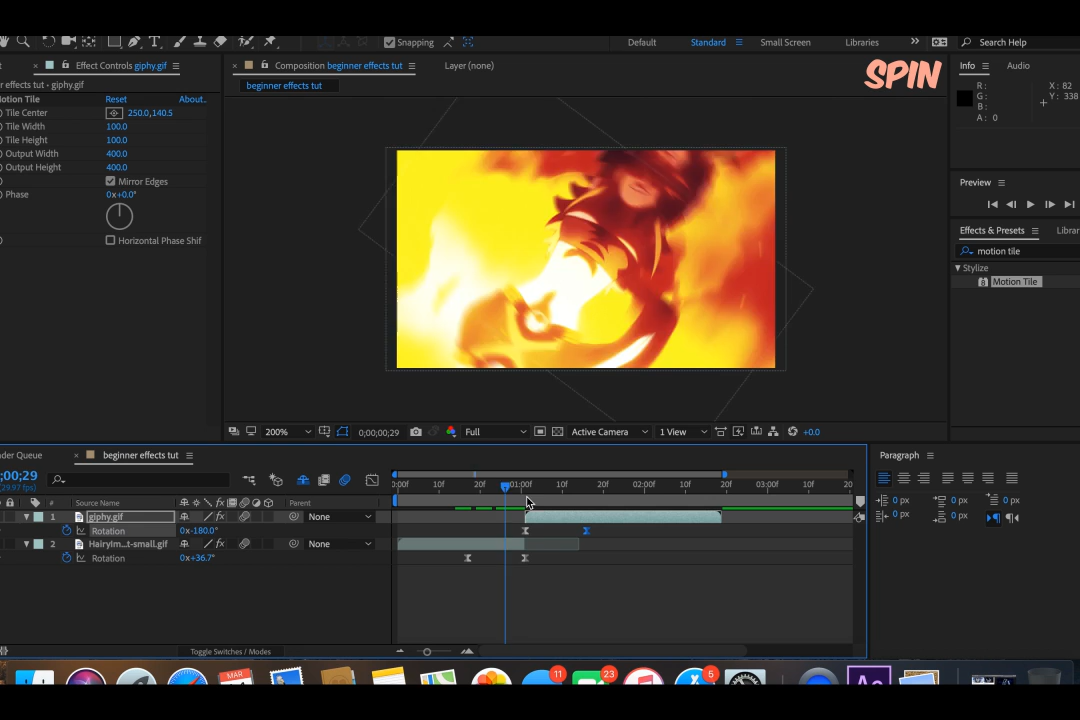 Snapping
Default
Standard
Small Screen
Libraries
Search Help
Effect Controls giphy.gif
Composition beginner effects tut
Layer (none)
SPIN
Info
Audio
r effects tut • giphy.gif
beginner effects tut
R :
G :
B :
A : 0
X : 82
Y : 338
otion Tile
Reset
About..
Tile Center
250.0,140.5
Tile Width
100.0
Tile Height
100.0
Output Width
400.0
Output Height
400.0
Mirror Edges
Phase
0x+0.0°
Horizontal Phase Shif
Preview
Effects & Presets
Librar
motion tile
Stylize
Motion Tile
200%
0;00;00;29
Full
Active Camera
1 View
+0.0
der Queue
beginner effects tut
Paragraph
;00;29
(29.97 fps)
0:00f
10f
20f
01:00f
10f
20f
02:00f
10f
20f
03:00f
10f
20
# Source Name
Parent
1 giphy.gif
None
Rotation
0x-180.0°
2 HairyIm...t-small.gif
None
Rotation
0x+36.7°
0 px
0 px
0 px
0 px
0 px
Toggle Switches / Modes
MAR
11
23
5
Ae